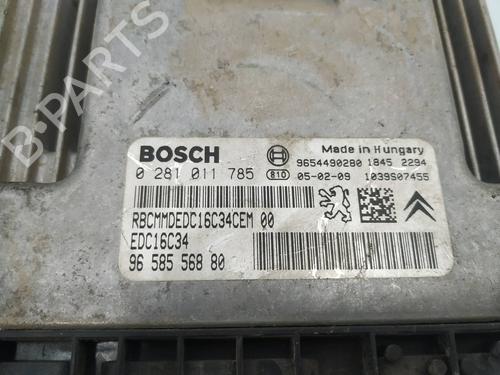 B-PARTS
BOSCH
Made in Hungary
9654490280 1845 2294
0 281 011 785
810 05-02-09 1039S07455
RBCMMDEDC16C34CEM 00
EDC16C34
96 585 568 80